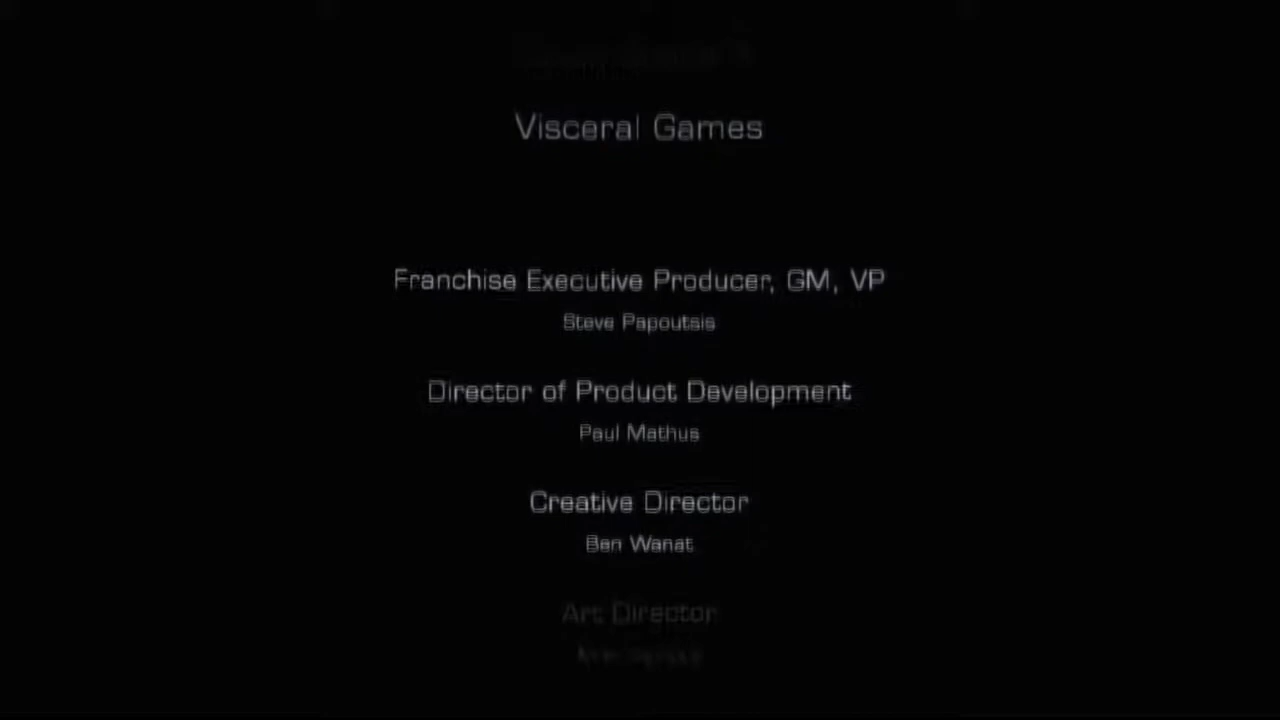 Visceral Games
Franchise Executive Producer, GM, VP
Steve Papoutsis
Director of Product Development
Paul Mathus
Creative Director
Ben Wanat
Art Director